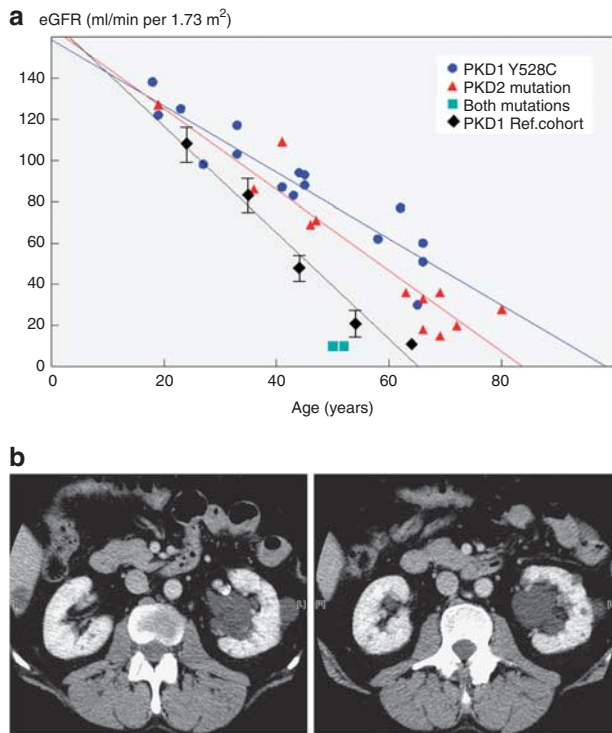 a eGFR (ml/min per 1.73 m²)
140
120
100
80
60
40
20
0
PKD1 Y528C
PKD2 mutation
Both mutations
PKD1 Ref.cohort
0 20 40 60 80
Age (years)
b
[L] [R] [L]